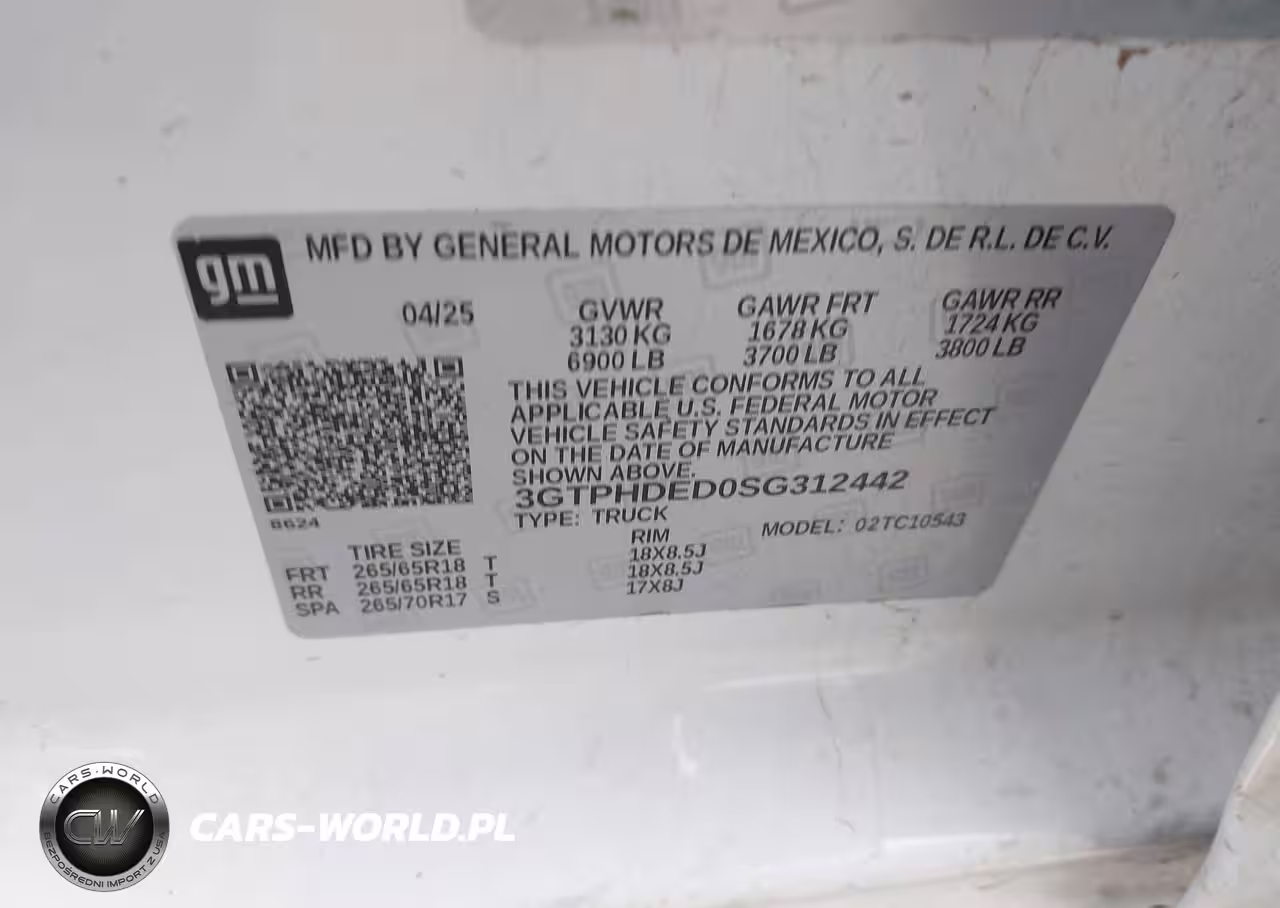 gm
MFD BY GENERAL MOTORS DE MEXICO, S. DE R.L. DE C.V.
04/25 GVWR GAWR FRT GAWR RR
3130 KG 1678 KG 1724 KG
6900 LB 3700 LB 3800 LB
THIS VEHICLE CONFORMS TO ALL
APPLICABLE U.S. FEDERAL MOTOR
VEHICLE SAFETY STANDARDS IN EFFECT
ON THE DATE OF MANUFACTURE
SHOWN ABOVE.
3GTPHDED0SG312442
8624
TYPE: TRUCK MODEL: 02TC10543
TIRE SIZE RIM
FRT 265/65R18 T 18X8.5J
RR 265/65R18 T 18X8.5J
SPA 265/70R17 S 17X8J
CARS-WORLD
CW
BEZPOŚREDNI IMPORT Z USA
CARS-WORLD.PL